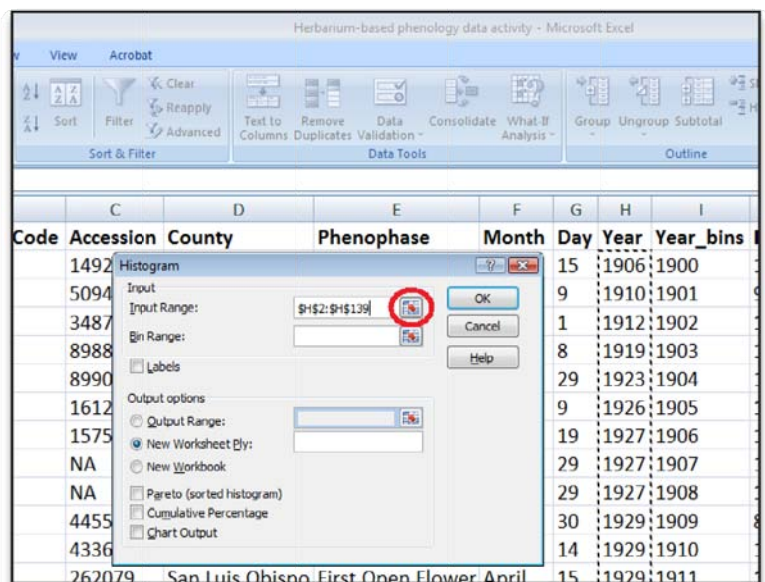 Herbarium-based phenology data activity - Microsoft Excel
View Acrobat
Sort Filter Clear Reapply Advanced
Text to Columns Remove Duplicates Data Validation Consolidate What-If Analysis
Group Ungroup Subtotal
Sort & Filter Data Tools Outline
C D E F G H I
Code Accession County Phenophase Month Day Year Year_bins
1492 15 1906 1900
5094 9 1910 1901
3487 1 1912 1902
8988 8 1919 1903
8990 29 1923 1904
1612 9 1926 1905
1575 19 1927 1906
NA 29 1927 1907
NA 29 1927 1908
4455 30 1929 1909
4336 14 1929 1910
262079 San Luis Obispo First Open Flower April 15 1929 1911
Histogram
Input
Input Range: $H$2:$H$139
Bin Range:
Labels
Output options
Output Range:
New Worksheet Ply:
New Workbook
Pareto (sorted histogram)
Cumulative Percentage
Chart Output
OK
Cancel
Help